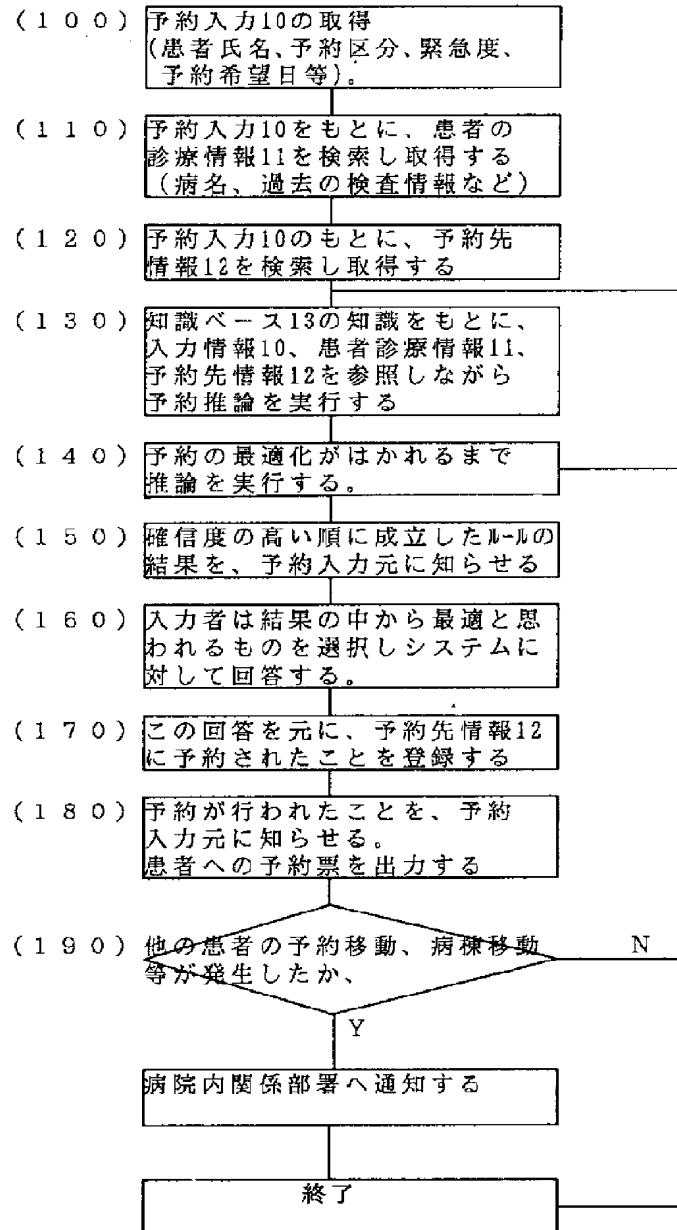 (100) 予約入力10の取得
(患者氏名、予約区分、緊急度、
予約希望日等)。
(110) 予約入力10をもとに、患者の
診療情報11を検索し取得する
(病名、過去の検査情報など)
(120) 予約入力10のもとに、予約先
情報12を検索し取得する
(130) 知識ベース13の知識をもとに、
入力情報10、患者診療情報11、
予約先情報12を参照しながら
予約推論を実行する
(140) 予約の最適化がはかれるまで
推論を実行する。
(150) 確信度の高い順に成立したルールの
結果を、予約入力元に知らせる
(160) 入力者は結果の中から最適と思
われるものを選択しシステムに
対して回答する。
(170) この回答を元に、予約先情報12
に予約されたことを登録する
(180) 予約が行われたことを、予約
入力元に知らせる。
患者への予約票を出力する
(190) 他の患者の予約移動、病棟移動 N
等が発生したか、
Y
病院内関係部署へ通知する
終了